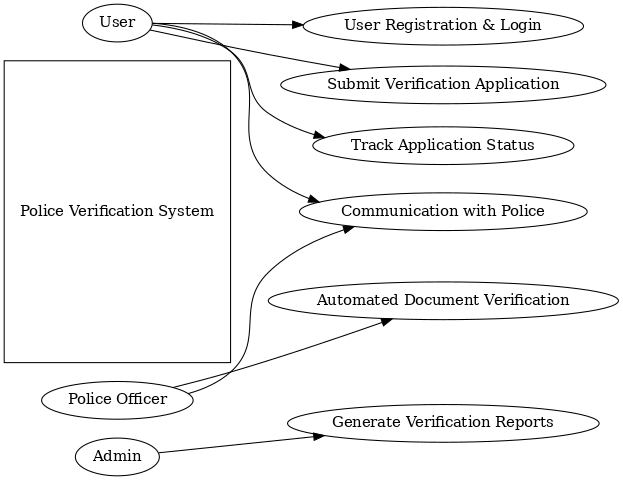 User
User Registration & Login
Submit Verification Application
Track Application Status
Police Verification System
Communication with Police
Automated Document Verification
Police Officer
Generate Verification Reports
Admin